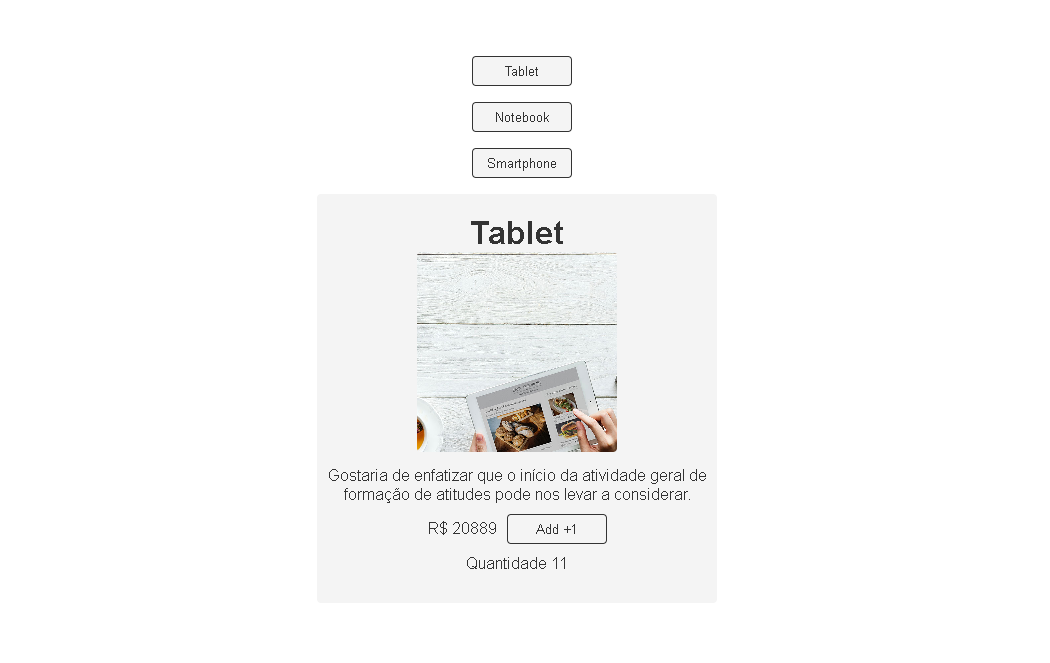 Tablet
Notebook
Smartphone
Tablet
Gostaria de enfatizar que o início da atividade geral de
formação de atitudes pode nos levar a considerar.
R$ 20889 Add +1
Quantidade 11